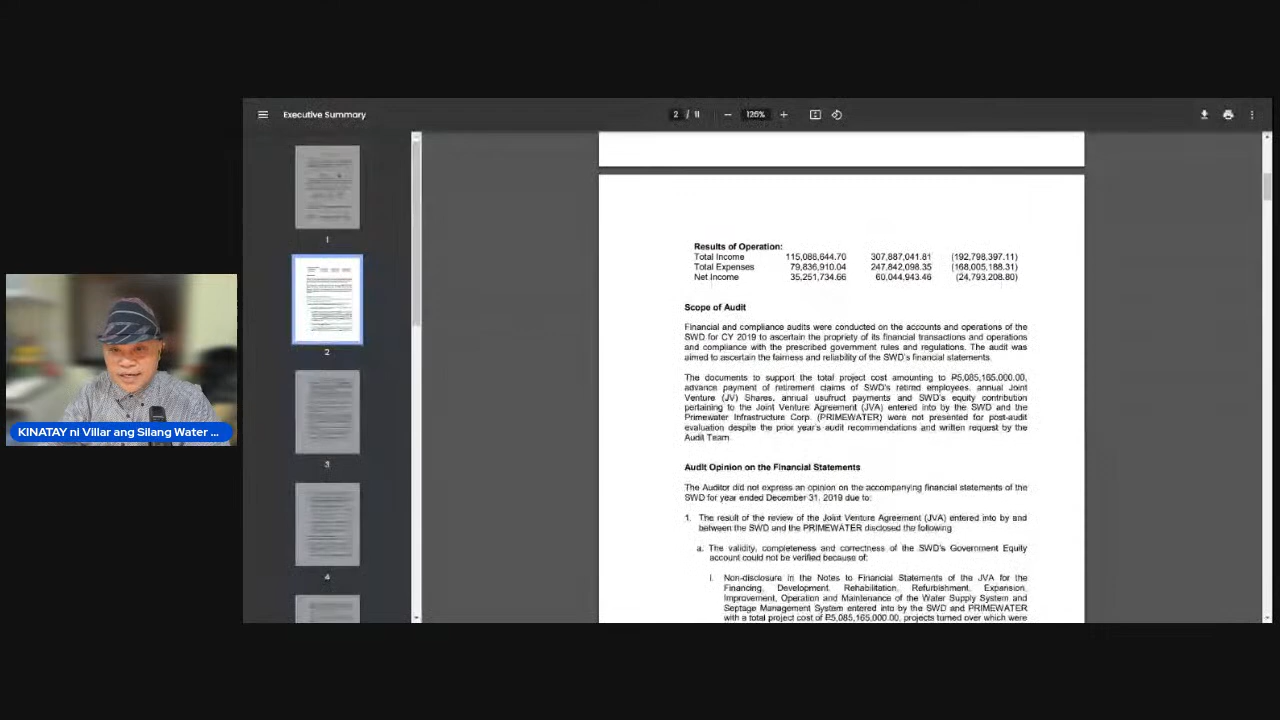 Executive Summary
2 / 11
126%
1
2
3
4
KINATAY ni Villar ang Silang Water ...
Results of Operation:
Total Income 115,088,644.70 307,887,041.81 (192,798,397.11)
Total Expenses 79,836,910.04 247,842,098.35 (168,005,188.31)
Net Income 35,251,734.66 60,044,943.46 (24,793,208.80)
Scope of Audit
Financial and compliance audits were conducted on the accounts and operations of the
SWD for CY 2019 to ascertain the propriety of its financial transactions and operations
and compliance with the prescribed government rules and regulations. The audit was
aimed to ascertain the fairness and reliability of the SWD's financial statements.
The documents to support the total project cost amounting to ₱5,085,165,000.00,
advance payment of retirement claims of SWD's retired employees, annual Joint
Venture (JV) Shares, annual usufruct payments and SWD's equity contribution
pertaining to the Joint Venture Agreement (JVA) entered into by the SWD and the
Primewater Infrastructure Corp. (PRIMEWATER) were not presented for post-audit
evaluation despite the prior year's audit recommendations and written request by the
Audit Team.
Audit Opinion on the Financial Statements
The Auditor did not express an opinion on the accompanying financial statements of the
SWD for year ended December 31, 2019 due to:
1. The result of the review of the Joint Venture Agreement (JVA) entered into by and
between the SWD and the PRIMEWATER disclosed the following
a. The validity, completeness and correctness of the SWD's Government Equity
account could not be verified because of:
i. Non-disclosure in the Notes to Financial Statements of the JVA for the
Financing, Development, Rehabilitation, Refurbishment, Expansion,
Improvement, Operation and Maintenance of the Water Supply System and
Septage Management System entered into by the SWD and PRIMEWATER
with a total project cost of ₱5,085,165,000.00, projects turned over which were